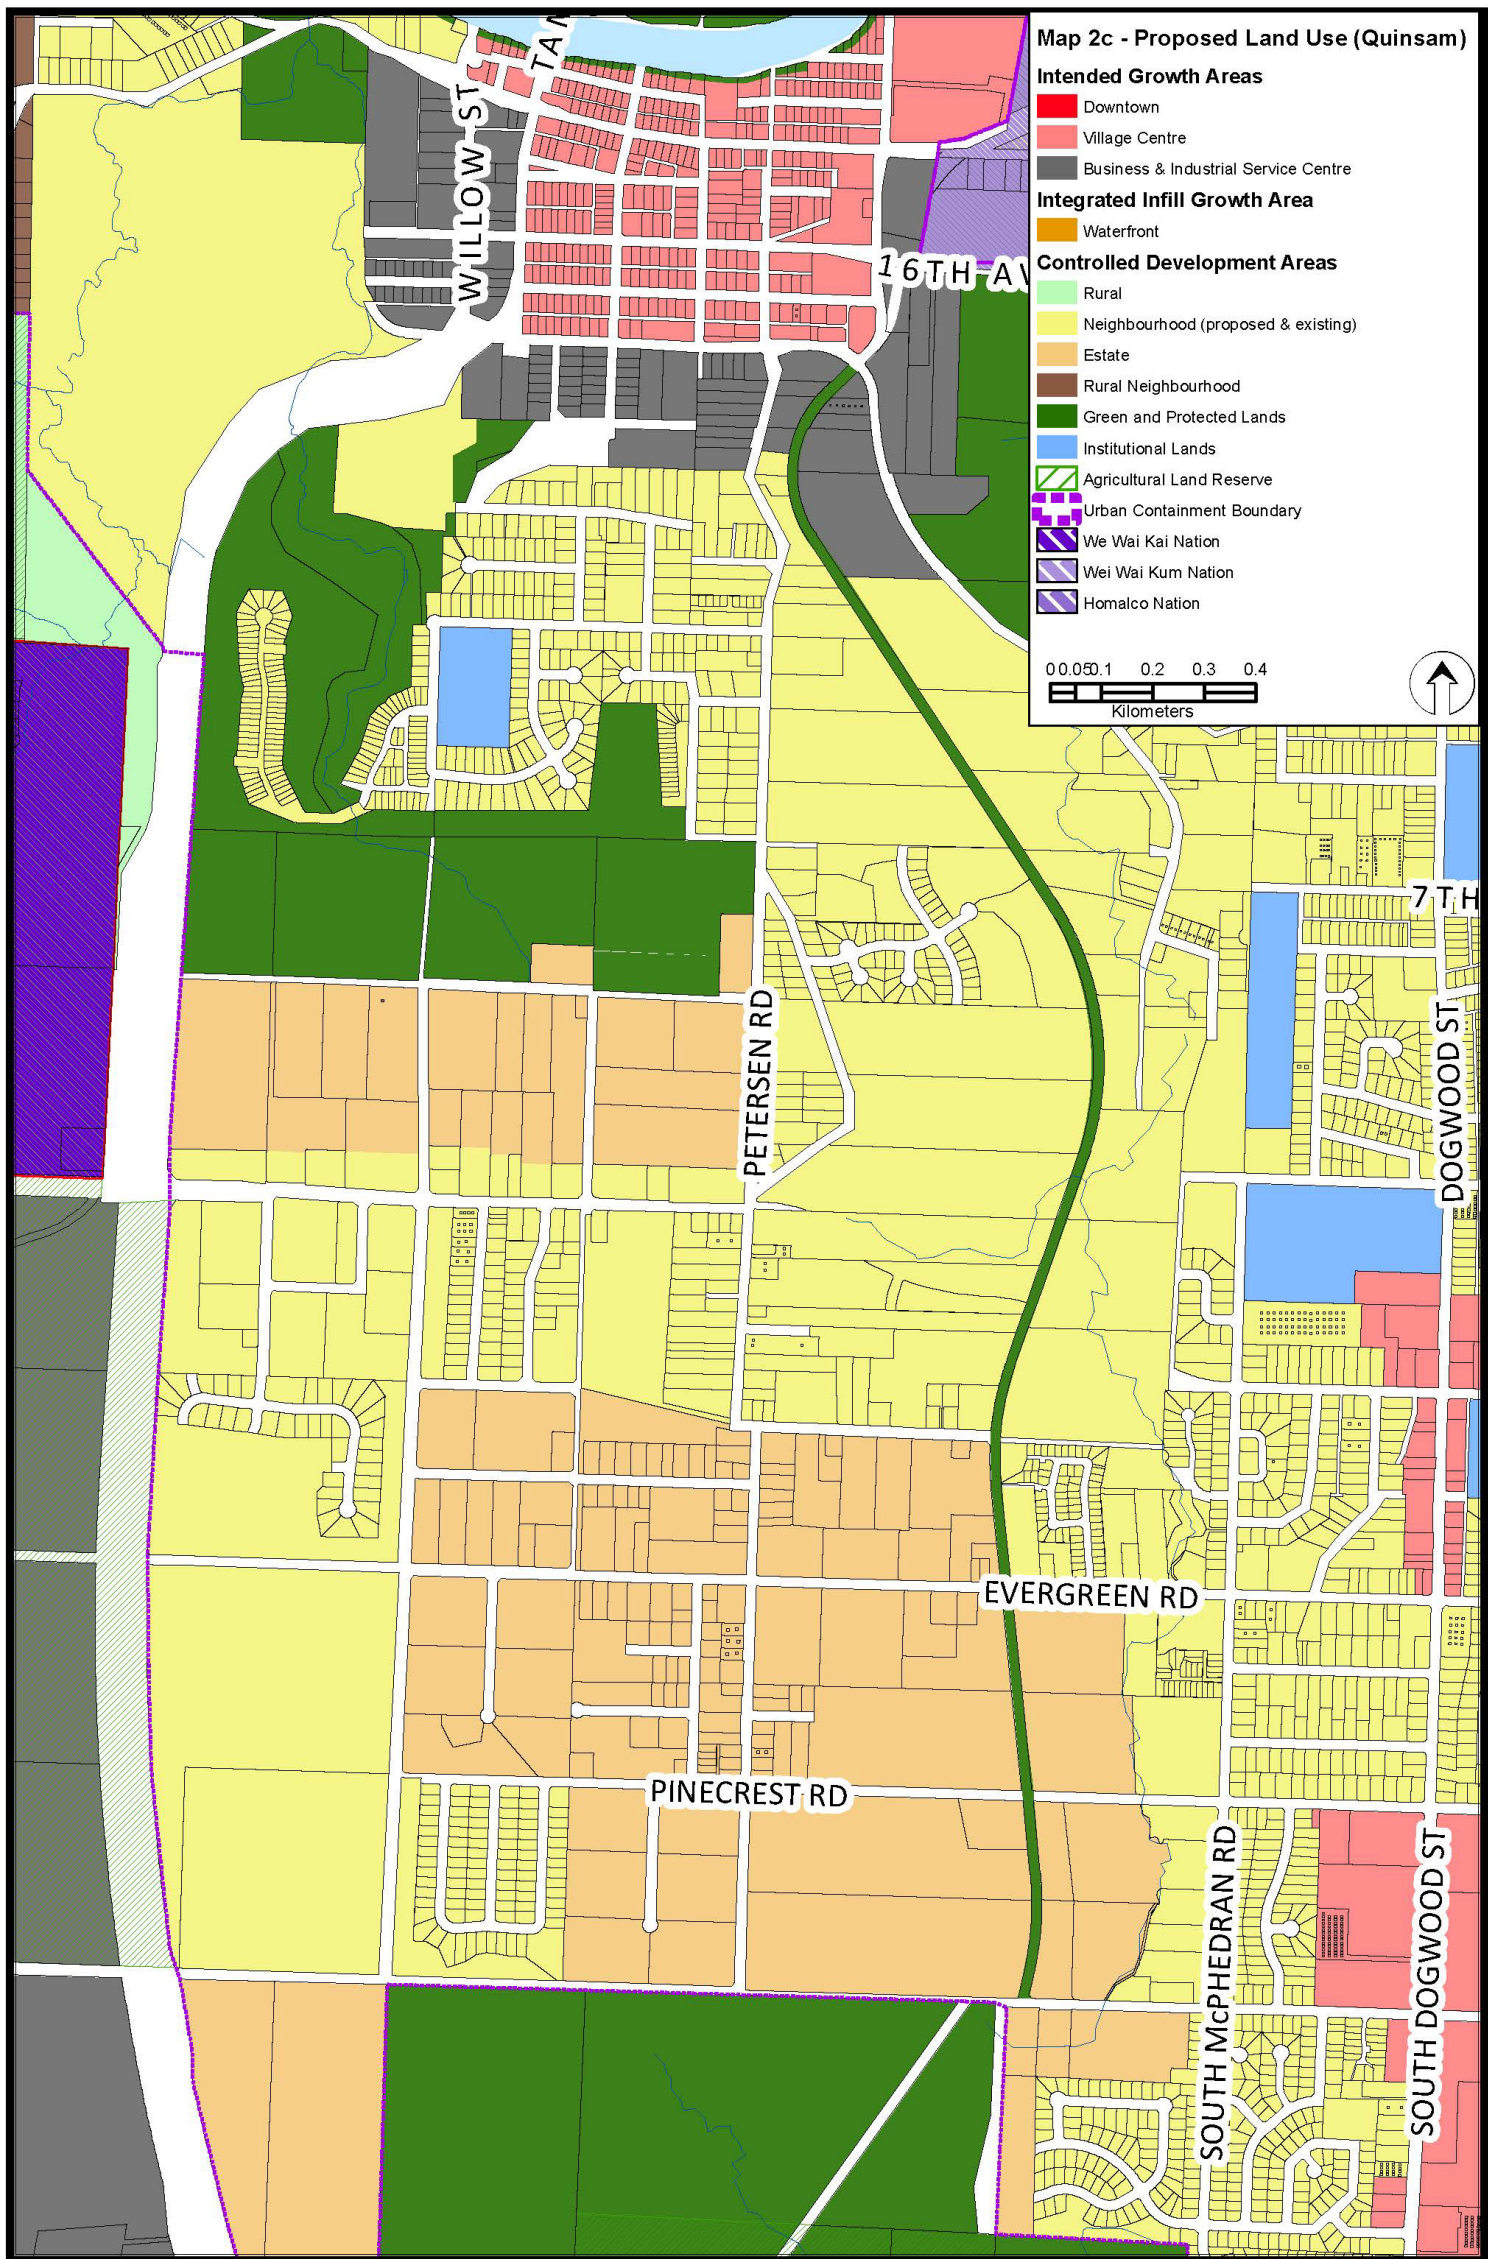 Map 2c - Proposed Land Use (Quinsam)
Intended Growth Areas
Downtown
Village Centre
Business & Industrial Service Centre
Integrated Infill Growth Area
Waterfront
Controlled Development Areas
Rural
Neighbourhood (proposed & existing)
Estate
Rural Neighbourhood
Green and Protected Lands
Institutional Lands
Agricultural Land Reserve
Urban Containment Boundary
We Wai Kai Nation
Wei Wai Kum Nation
Homalco Nation
0 0.05 0.1 0.2 0.3 0.4
Kilometers
TAN
WILLOW ST
16TH AV
7TH
DOGWOOD ST
PETERSEN RD
EVERGREEN RD
PINECREST RD
SOUTH McPHEDRAN RD
SOUTH DOGWOOD ST